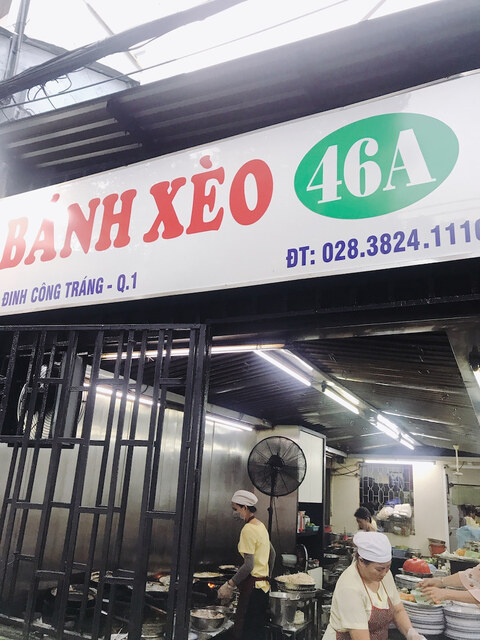 BÁNH XÈO 46A
ĐT: 028.3824.1110
ĐINH CÔNG TRÁNG - Q.1